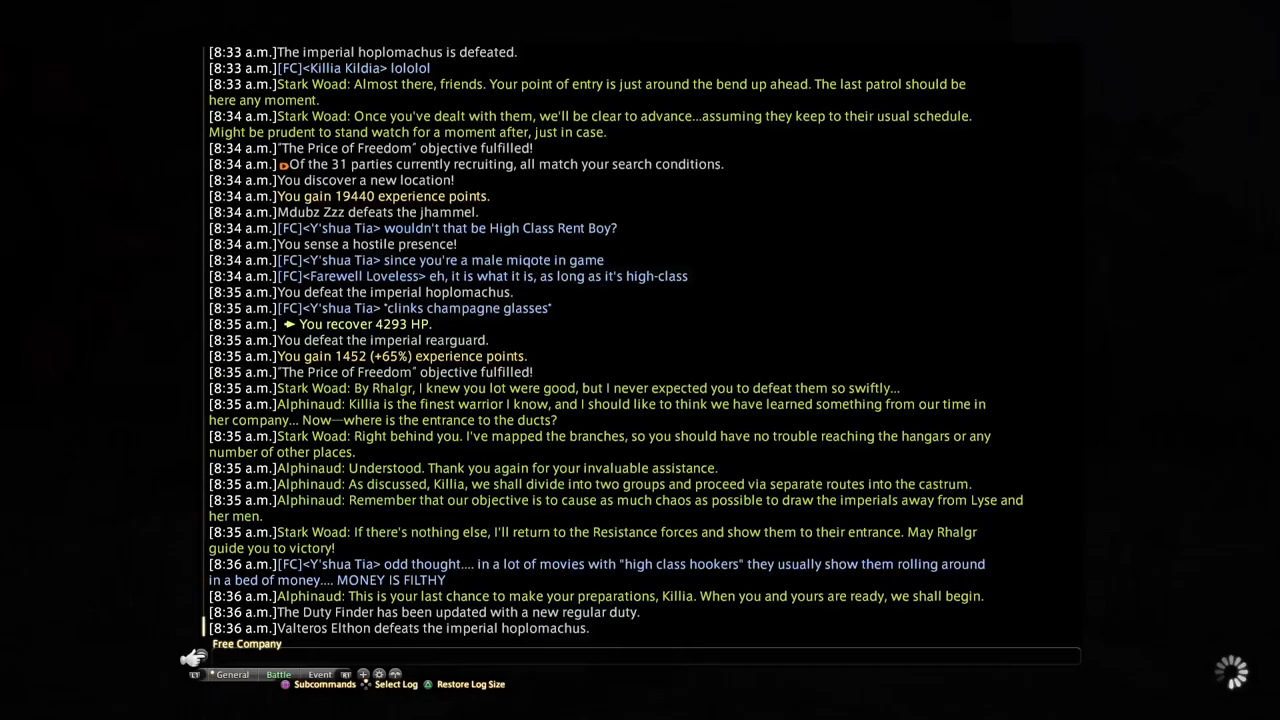 [8:33 a.m.]The imperial hoplomachus is defeated.
[8:33 a.m.][FC]<Killia Kildia> lololol
[8:33 a.m.]Stark Woad: Almost there, friends. Your point of entry is just around the bend up ahead. The last patrol should be
here any moment.
[8:34 a.m.]Stark Woad: Once you've dealt with them, we'll be clear to advance...assuming they keep to their usual schedule.
Might be prudent to stand watch for a moment after, just in case.
[8:34 a.m.]"The Price of Freedom" objective fulfilled!
[8:34 a.m.]Of the 31 parties currently recruiting, all match your search conditions.
[8:34 a.m.]You discover a new location!
[8:34 a.m.]You gain 19440 experience points.
[8:34 a.m.]Mdubz Zzz defeats the jhammel.
[8:34 a.m.][FC]<Y'shua Tia> wouldn't that be High Class Rent Boy?
[8:34 a.m.]You sense a hostile presence!
[8:34 a.m.][FC]<Y'shua Tia> since you're a male miqote in game
[8:34 a.m.][FC]<Farewell Loveless> eh, it is what it is, as long as it's high-class
[8:35 a.m.]You defeat the imperial hoplomachus.
[8:35 a.m.][FC]<Y'shua Tia> *clinks champagne glasses*
[8:35 a.m.] You recover 4293 HP.
[8:35 a.m.]You defeat the imperial rearguard.
[8:35 a.m.]You gain 1452 (+65%) experience points.
[8:35 a.m.]"The Price of Freedom" objective fulfilled!
[8:35 a.m.]Stark Woad: By Rhalgr, I knew you lot were good, but I never expected you to defeat them so swiftly...
[8:35 a.m.]Alphinaud: Killia is the finest warrior I know, and I should like to think we have learned something from our time in
her company... Now—where is the entrance to the ducts?
[8:35 a.m.]Stark Woad: Right behind you. I've mapped the branches, so you should have no trouble reaching the hangars or any
number of other places.
[8:35 a.m.]Alphinaud: Understood. Thank you again for your invaluable assistance.
[8:35 a.m.]Alphinaud: As discussed, Killia, we shall divide into two groups and proceed via separate routes into the castrum.
[8:35 a.m.]Alphinaud: Remember that our objective is to cause as much chaos as possible to draw the imperials away from Lyse and
her men.
[8:35 a.m.]Stark Woad: If there's nothing else, I'll return to the Resistance forces and show them to their entrance. May Rhalgr
guide you to victory!
[8:36 a.m.][FC]<Y'shua Tia> odd thought.... in a lot of movies with "high class hookers" they usually show them rolling around
in a bed of money.... MONEY IS FILTHY
[8:36 a.m.]Alphinaud: This is your last chance to make your preparations, Killia. When you and yours are ready, we shall begin.
[8:36 a.m.]The Duty Finder has been updated with a new regular duty.
[8:36 a.m.]Valteros Elthon defeats the imperial hoplomachus.
Free Company
L1 General Battle Event R1
Subcommands Select Log Restore Log Size